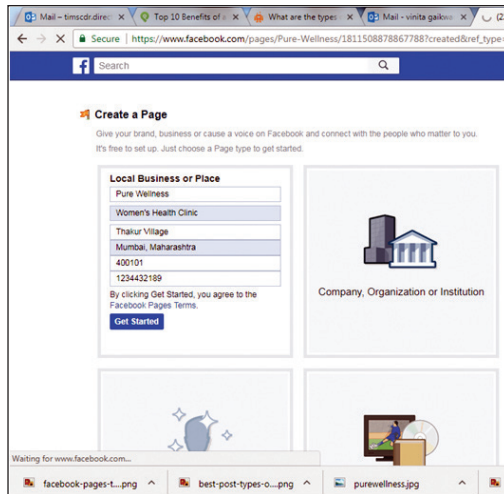 Mail – timscdr.direc
Top 10 Benefits of
What are the types
Mail - vinita gaikwa
Secure
https://www.facebook.com/pages/Pure-Wellness/1811508878867788?created&ref_type=
Search
Create a Page
Give your brand, business or cause a voice on Facebook and connect with the people who matter to you.
It's free to set up. Just choose a Page type to get started.
Local Business or Place
Pure Wellness
Women's Health Clinic
Thakur Village
Mumbai, Maharashtra
400101
1234432189
By clicking Get Started, you agree to the
Facebook Pages Terms.
Get Started
Company, Organization or Institution
Waiting for www.facebook.com...
facebook-pages-t....png
best-post-types-o....png
purewellness.jpg